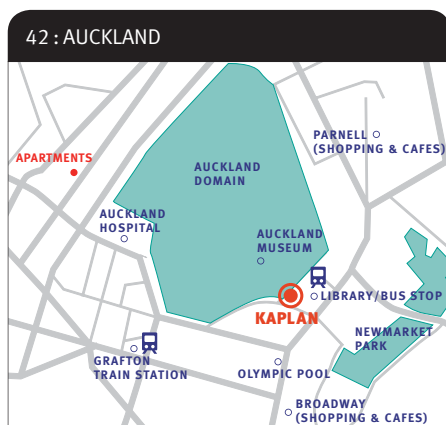 42 : AUCKLAND
PARNELL
(SHOPPING & CAFES)
APARTMENTS
AUCKLAND
DOMAIN
AUCKLAND
HOSPITAL
AUCKLAND
MUSEUM
LIBRARY/BUS STOP
KAPLAN
NEWMARKET
PARK
GRAFTON
TRAIN STATION
OLYMPIC POOL
BROADWAY
(SHOPPING & CAFES)